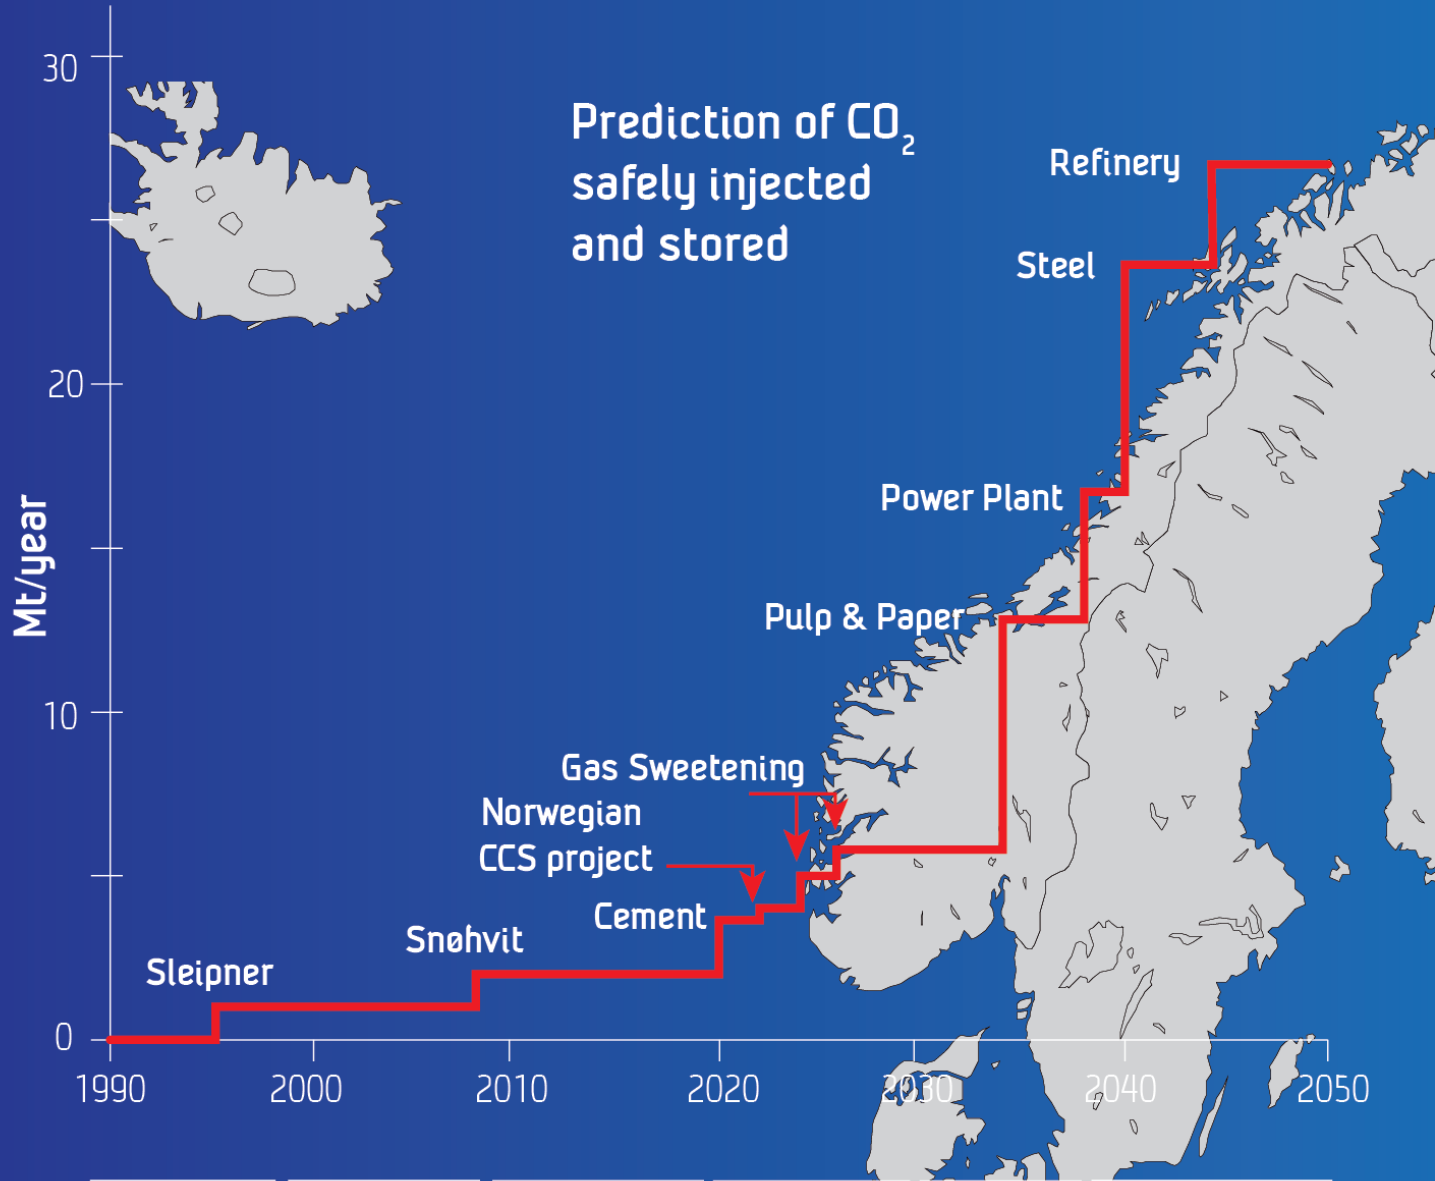 Prediction of CO₂
safely injected
and stored
30
20
10
0
Mt/year
Refinery
Steel
Power Plant
Pulp & Paper
Gas Sweetening
Norwegian
CCS project
Cement
Snøhvit
Sleipner
1990 2000 2010 2020 2030 2040 2050